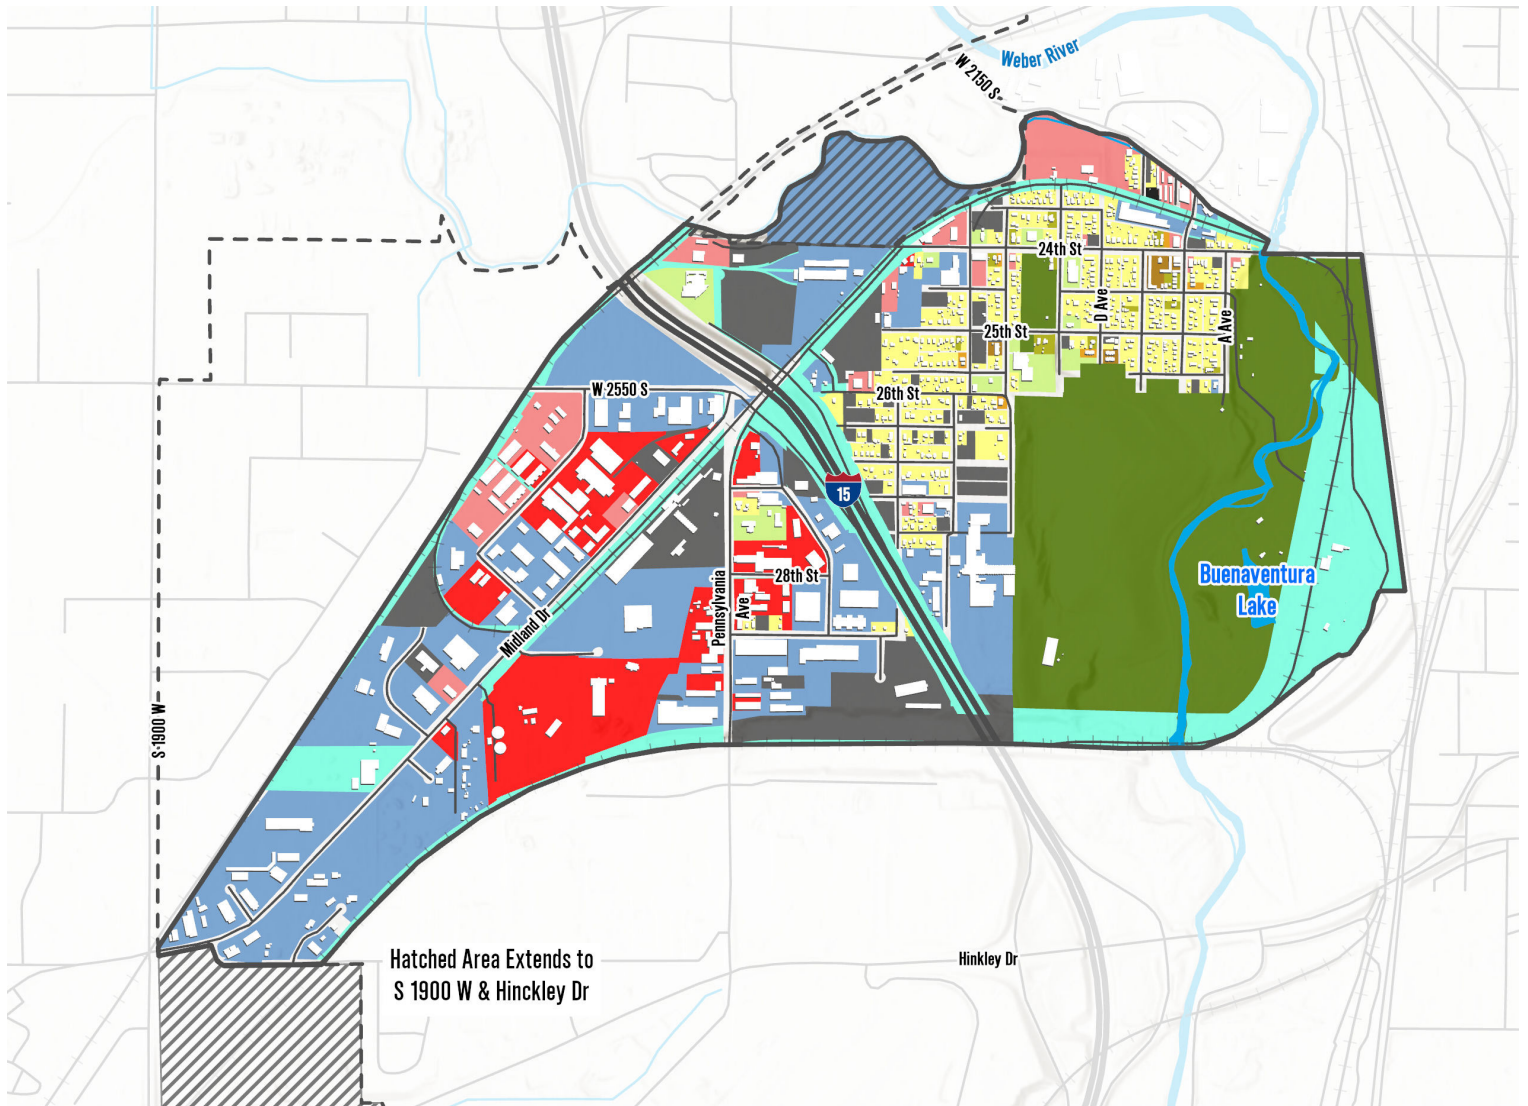 Weber River
W 2150 S
24th St
D Ave
25th St
A Ave
W 2550 S
26th St
15
28th St
Buenaventura
Lake
Pennsylvania
Ave
Midland Dr
S 1900 W
Hatched Area Extends to
S 1900 W & Hinckley Dr
Hinkley Dr